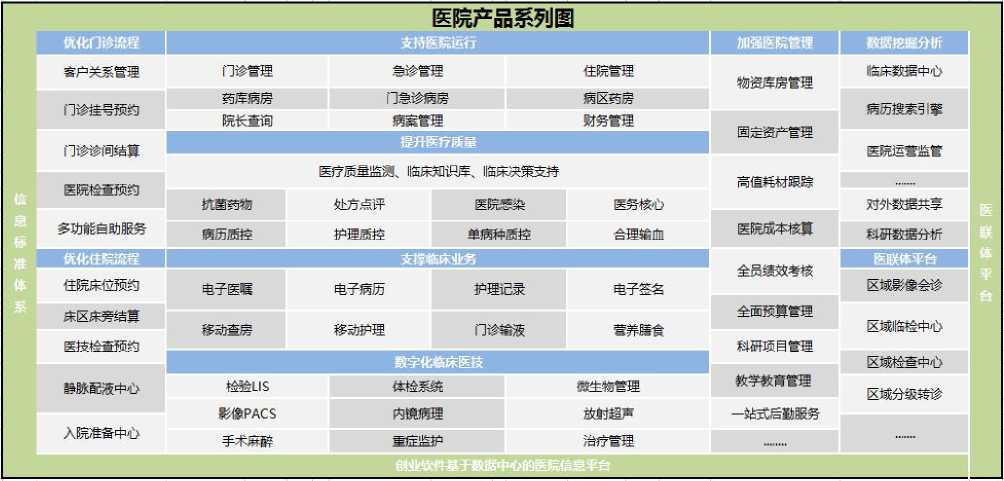 医院产品系列图
信息标准体系
优化门诊流程
客户关系管理
门诊挂号预约
门诊诊间结算
医院检查预约
多功能自助服务
优化住院流程
住院床位预约
床区床旁结算
医技检查预约
静脉配液中心
入院准备中心
支持医院运行
门诊管理 急诊管理 住院管理
药库病房 门急诊病房 病区药房
院长查询 病案管理 财务管理
提升医疗质量
医疗质量监测、临床知识库、临床决策支持
抗菌药物 处方点评 医院感染 医务核心
病历质控 护理质控 单病种质控 合理输血
支撑临床业务
电子医嘱 电子病历 护理记录 电子签名
移动查房 移动护理 门诊输液 营养膳食
数字化临床医技
检验LIS 体检系统 微生物管理
影像PACS 内镜病理 放射超声
手术麻醉 重症监护 治疗管理
加强医院管理
物资库房管理
固定资产管理
高值耗材跟踪
医院成本核算
全员绩效考核
全面预算管理
科研项目管理
教学教育管理
一站式后勤服务
........
数据挖掘分析
临床数据中心
病历搜素引擎
医院运营监管
.......
对外数据共享
科研数据分析
医联体平台
区域影像会诊
区域临检中心
区域检查中心
区域分级转诊
.......
医联体平台
创业软件基于数据中心的医院信息平台